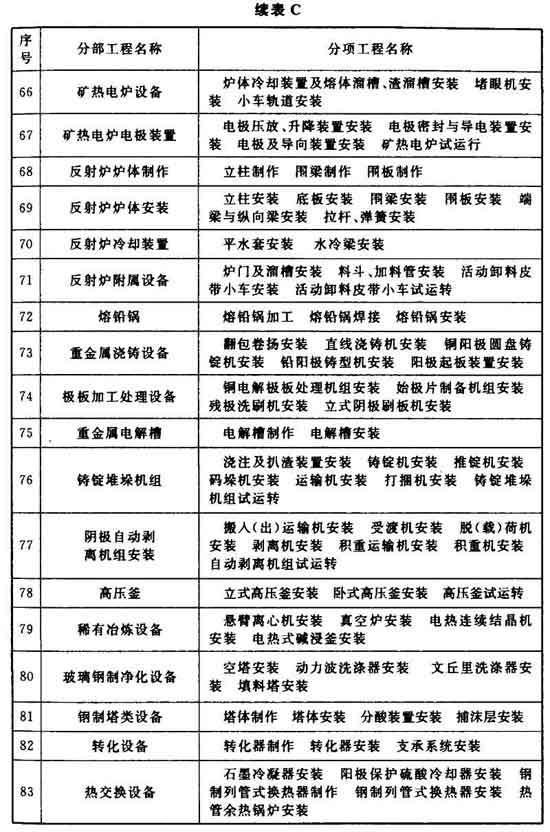 续表 C
序号 分部工程名称 分项工程名称
66 矿热电炉设备 炉体冷却装置及熔体溜槽、渣溜槽安装 堵眼机安
装 小车轨道安装
67 矿热电炉电极装置 电极压放、升降装置安装 电极密封与导电装置安
装 电极及导向装置安装 矿热电炉试运行
68 反射炉炉体制作 立柱制作 围梁制作 围板制作
69 反射炉炉体安装 立柱安装 底板安装 围梁安装 围板安装 端
梁与纵向梁安装 拉杆、弹簧安装
70 反射炉冷却装置 平水套安装 水冷梁安装
71 反射炉附属设备 炉门及溜槽安装 料斗、加料管安装 活动卸料皮
带小车安装 活动卸料皮带小车试运转
72 熔铅锅 熔铅锅加工 熔铅锅焊接 熔铅锅安装
73 重金属浇铸设备 翻包卷扬安装 直线浇铸机安装 铜阳极圆盘铸
锭机安装 铅阳极铸型机安装 阳极起板装置安装
74 极板加工处理设备 铜电解极板处理机组安装 始极片制备机组安装
残极洗刷机安装 立式阴极刷板机安装
75 重金属电解槽 电解槽制作 电解槽安装
76 铸锭堆垛机组 浇注及扒渣装置安装 铸锭机安装 推锭机安装
码垛机安装 运输机安装 打捆机安装 铸锭堆垛
机组试运转
77 阴极自动剥
离机组安装 搬入(出)运输机安装 受渡机安装 脱(载)荷机
安装 剥离机安装 积重运输机安装 积重机安装
自动剥离机组试运转
78 高压釜 立式高压釜安装 卧式高压釜安装 高压釜试运转
79 稀有冶炼设备 悬臂离心机安装 真空炉安装 电热连续结晶机
安装 电热式碱浸釜安装
80 玻璃钢制净化设备 空塔安装 动力波洗涤器安装 文丘里洗涤器安
装 填料塔安装
81 钢制塔类设备 塔体制作 塔体安装 分酸装置安装 捕沫层安装
82 转化设备 转化器制作 转化器安装 支承系统安装
83 热交换设备 石墨冷凝器安装 阳极保护硫酸冷却器安装 钢
制列管式换热器制作 钢制列管式换热器安装 热
管余热锅炉安装